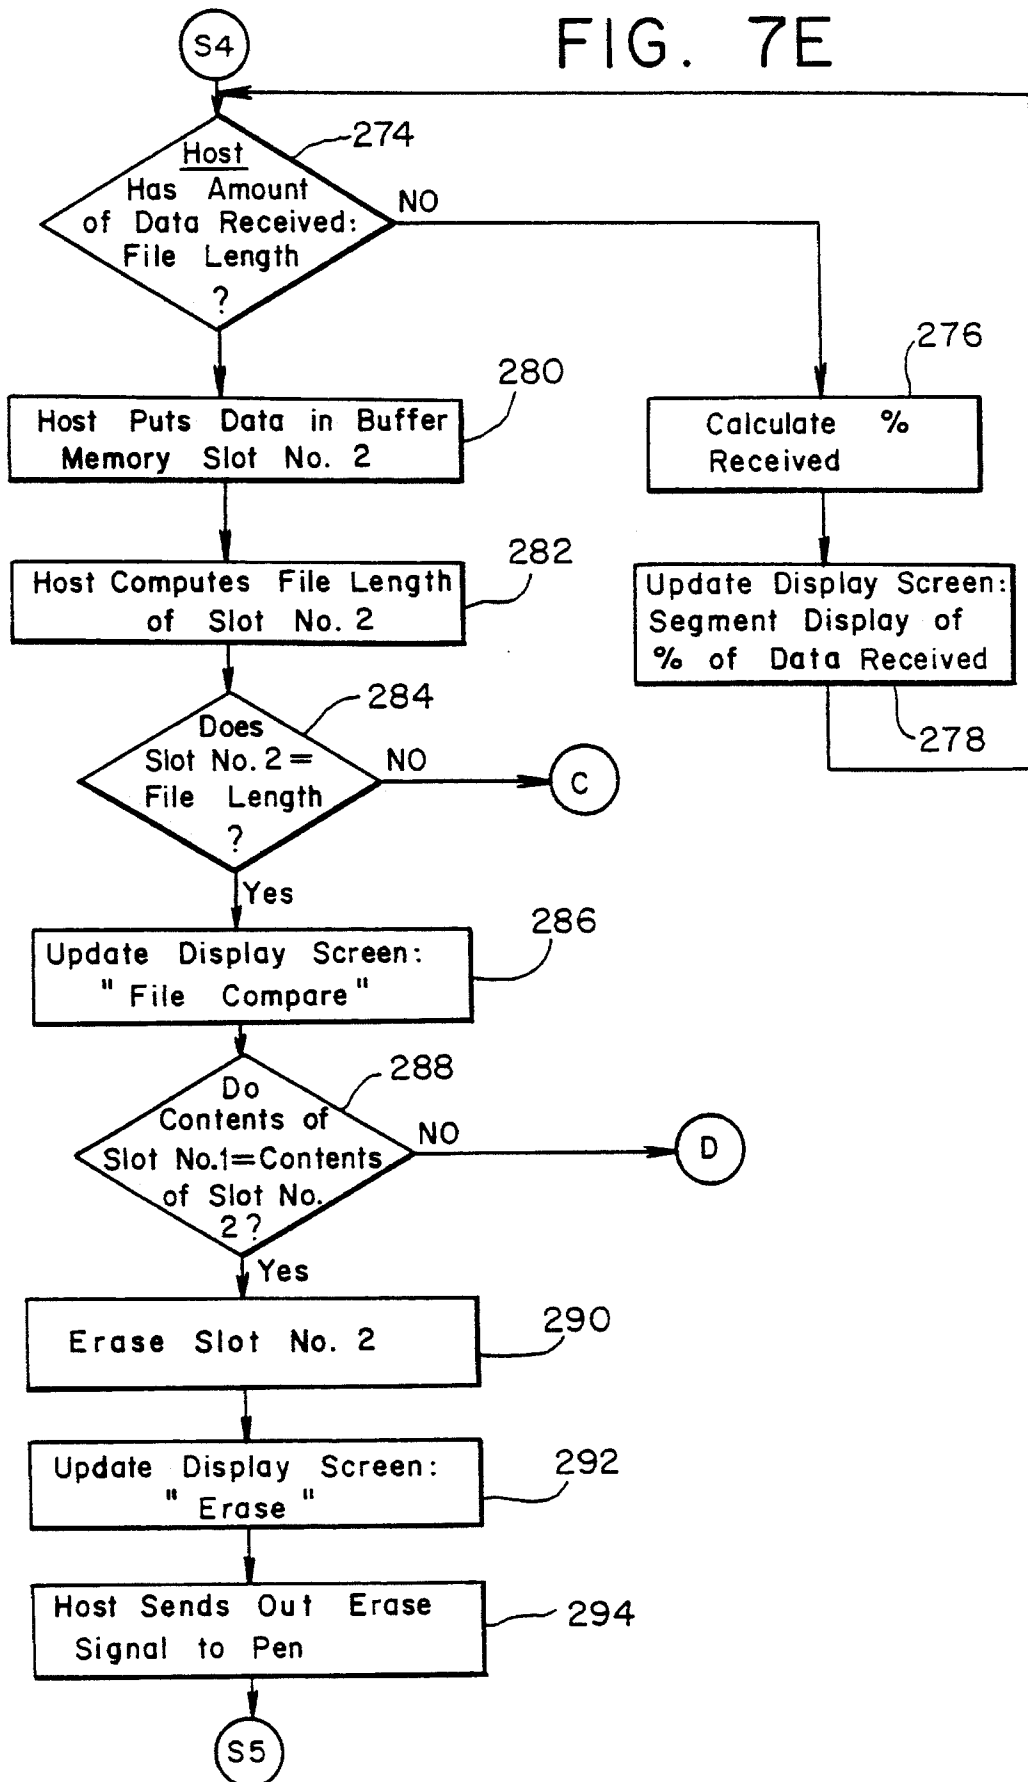 FIG. 7E
S4
274
Host
Has Amount
of Data Received:
File Length
?
NO
276
Calculate %
Received
Update Display Screen:
Segment Display of
% of Data Received
278
280
Host Puts Data in Buffer
Memory Slot No. 2
282
Host Computes File Length
of Slot No. 2
284
Does
Slot No. 2=
File Length
?
NO
C
Yes
286
Update Display Screen:
"File Compare"
288
Do
Contents of
Slot No.1=Contents
of Slot No.
2?
NO
D
Yes
290
Erase Slot No. 2
292
Update Display Screen:
"Erase"
294
Host Sends Out Erase
Signal to Pen
S5